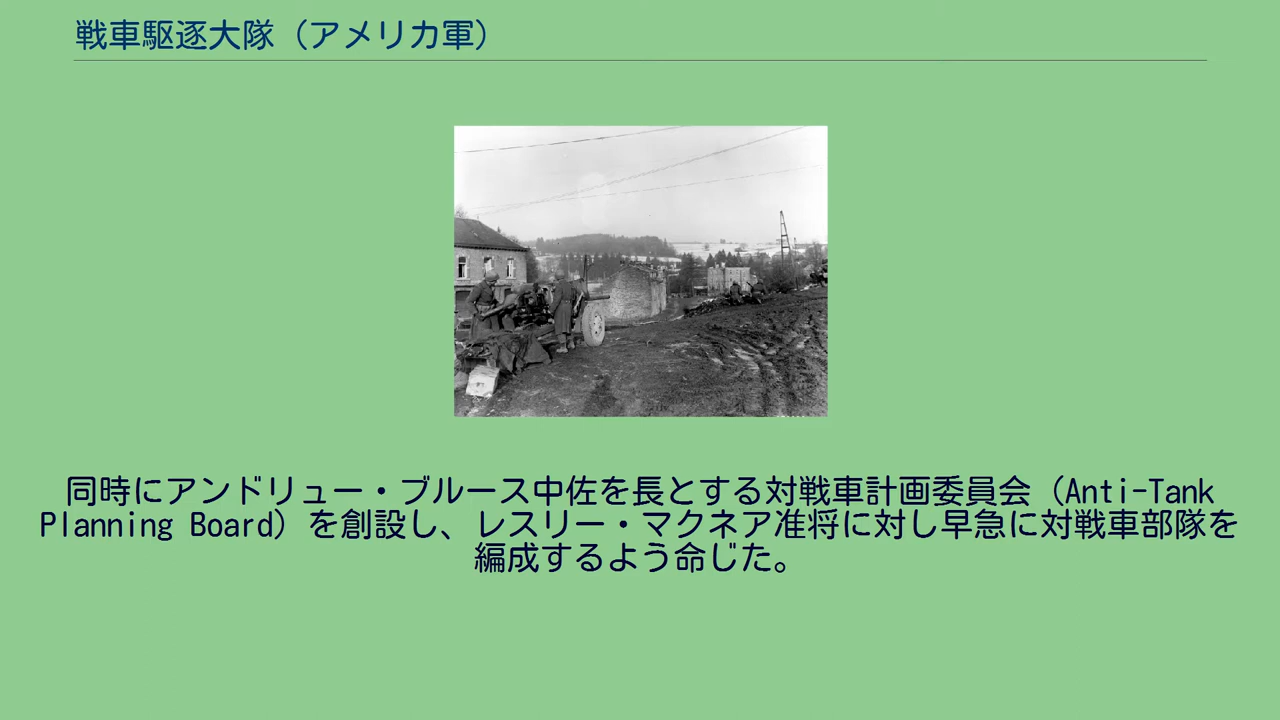 戦車駆逐大隊（アメリカ軍）
同時にアンドリュー・ブルース中佐を長とする対戦車計画委員会（Anti-Tank
Planning Board）を創設し、レスリー・マクネア准将に対し早急に対戦車部隊を
編成するよう命じた。